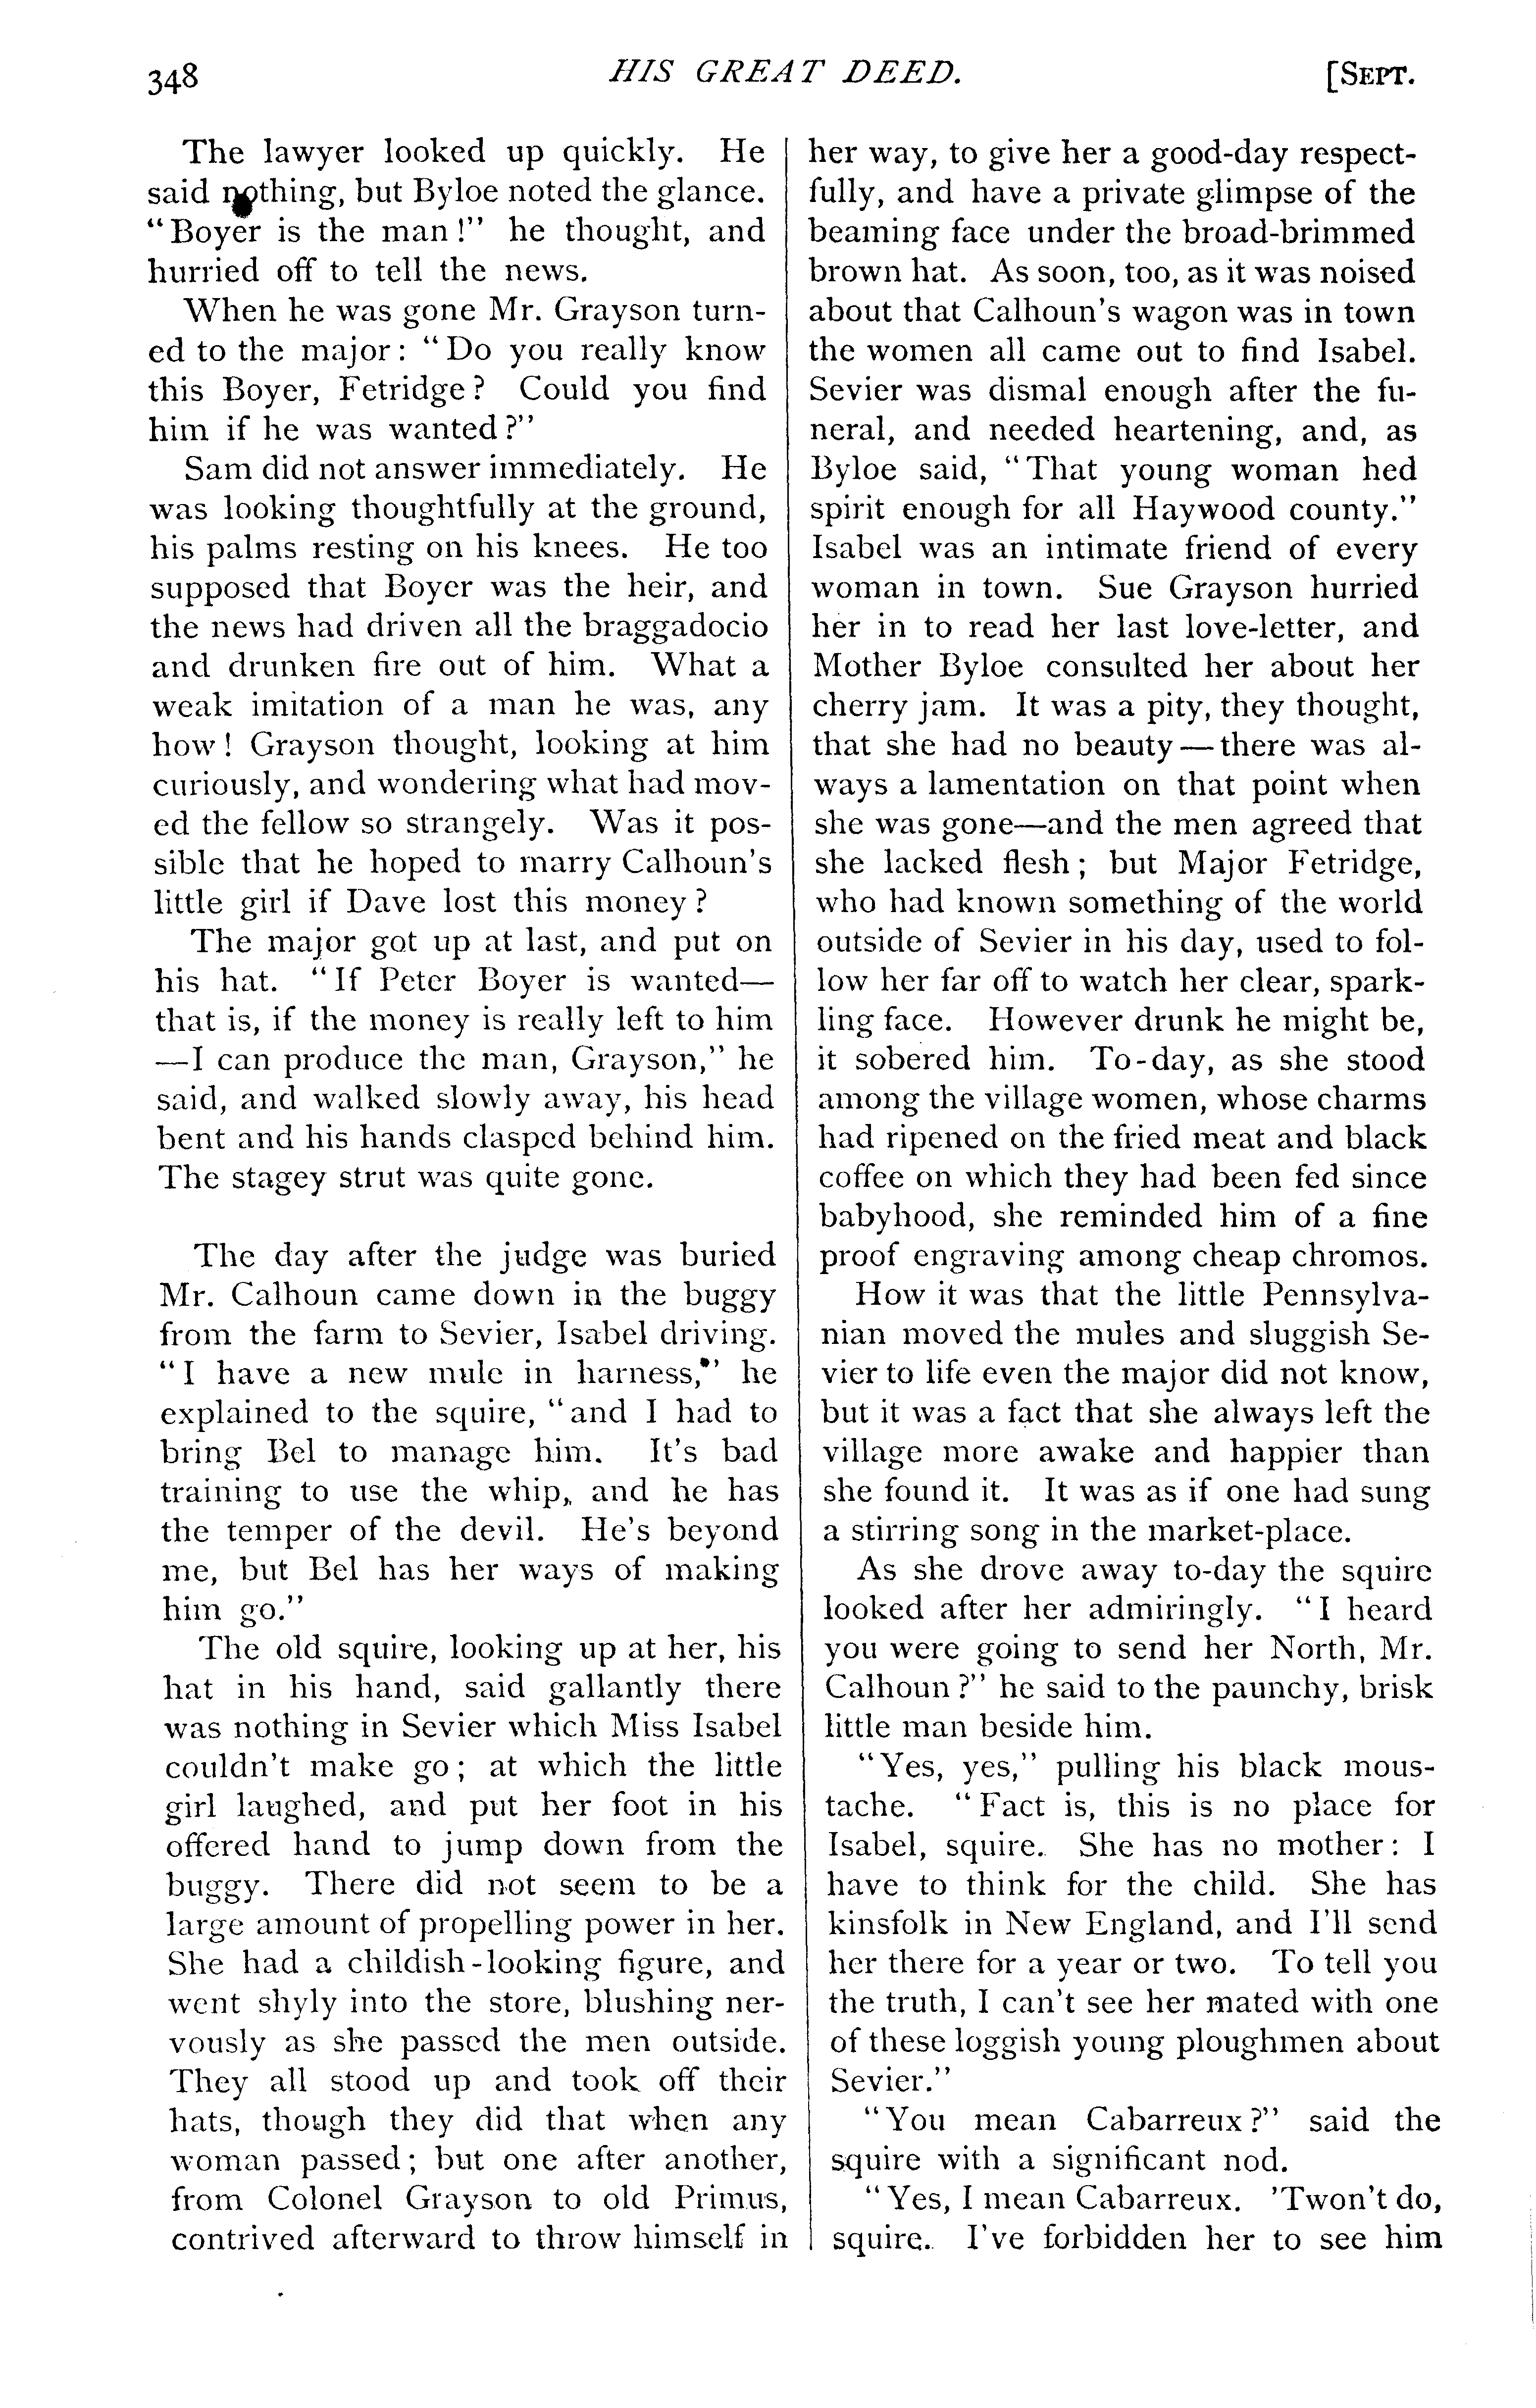 348
HIS GREAT DEED.
[SEPT.
The lawyer looked up quickly. He
said nothing, but Byloe noted the glance.
"Boyer is the man!" he thought, and
hurried off to tell the news.
When he was gone Mr. Grayson turn-
ed to the major: "Do you really know
this Boyer, Fetridge? Could you find
him if he was wanted?"
Sam did not answer immediately. He
was looking thoughtfully at the ground,
his palms resting on his knees. He too
supposed that Boyer was the heir, and
the news had driven all the braggadocio
and drunken fire out of him. What a
weak imitation of a man he was, any
how! Grayson thought, looking at him
curiously, and wondering what had mov-
ed the fellow so strangely. Was it pos-
sible that he hoped to marry Calhoun's
little girl if Dave lost this money?
The major got up at last, and put on
his hat. "If Peter Boyer is wanted—
that is, if the money is really left to him
—I can produce the man, Grayson," he
said, and walked slowly away, his head
bent and his hands clasped behind him.
The stagey strut was quite gone.
The day after the judge was buried
Mr. Calhoun came down in the buggy
from the farm to Sevier, Isabel driving.
"I have a new mule in harness," he
explained to the squire, "and I had to
bring Bel to manage him. It's bad
training to use the whip, and he has
the temper of the devil. He's beyond
me, but Bel has her ways of making
him go."
The old squire, looking up at her, his
hat in his hand, said gallantly there
was nothing in Sevier which Miss Isabel
couldn't make go; at which the little
girl laughed, and put her foot in his
offered hand to jump down from the
buggy. There did not seem to be a
large amount of propelling power in her.
She had a childish-looking figure, and
went shyly into the store, blushing ner-
vously as she passed the men outside.
They all stood up and took off their
hats, though they did that when any
woman passed; but one after another,
from Colonel Grayson to old Primus,
contrived afterward to throw himself in
her way, to give her a good-day respect-
fully, and have a private glimpse of the
beaming face under the broad-brimmed
brown hat. As soon, too, as it was noised
about that Calhoun's wagon was in town
the women all came out to find Isabel.
Sevier was dismal enough after the fu-
neral, and needed heartening, and, as
Byloe said, "That young woman hed
spirit enough for all Haywood county."
Isabel was an intimate friend of every
woman in town. Sue Grayson hurried
her in to read her last love-letter, and
Mother Byloe consulted her about her
cherry jam. It was a pity, they thought,
that she had no beauty—there was al-
ways a lamentation on that point when
she was gone—and the men agreed that
she lacked flesh; but Major Fetridge,
who had known something of the world
outside of Sevier in his day, used to fol-
low her far off to watch her clear, spark-
ling face. However drunk he might be,
it sobered him. To-day, as she stood
among the village women, whose charms
had ripened on the fried meat and black
coffee on which they had been fed since
babyhood, she reminded him of a fine
proof engraving among cheap chromos.
How it was that the little Pennsylva-
nian moved the mules and sluggish Se-
vier to life even the major did not know,
but it was a fact that she always left the
village more awake and happier than
she found it. It was as if one had sung
a stirring song in the market-place.
As she drove away to-day the squire
looked after her admiringly. "I heard
you were going to send her North, Mr.
Calhoun?" he said to the paunchy, brisk
little man beside him.
"Yes, yes," pulling his black mous-
tache. "Fact is, this is no place for
Isabel, squire. She has no mother: I
have to think for the child. She has
kinsfolk in New England, and I'll send
her there for a year or two. To tell you
the truth, I can't see her mated with one
of these loggish young ploughmen about
Sevier."
"You mean Cabarreux?" said the
squire with a significant nod.
"Yes, I mean Cabarreux. 'Twon't do,
squire. I've forbidden her to see him